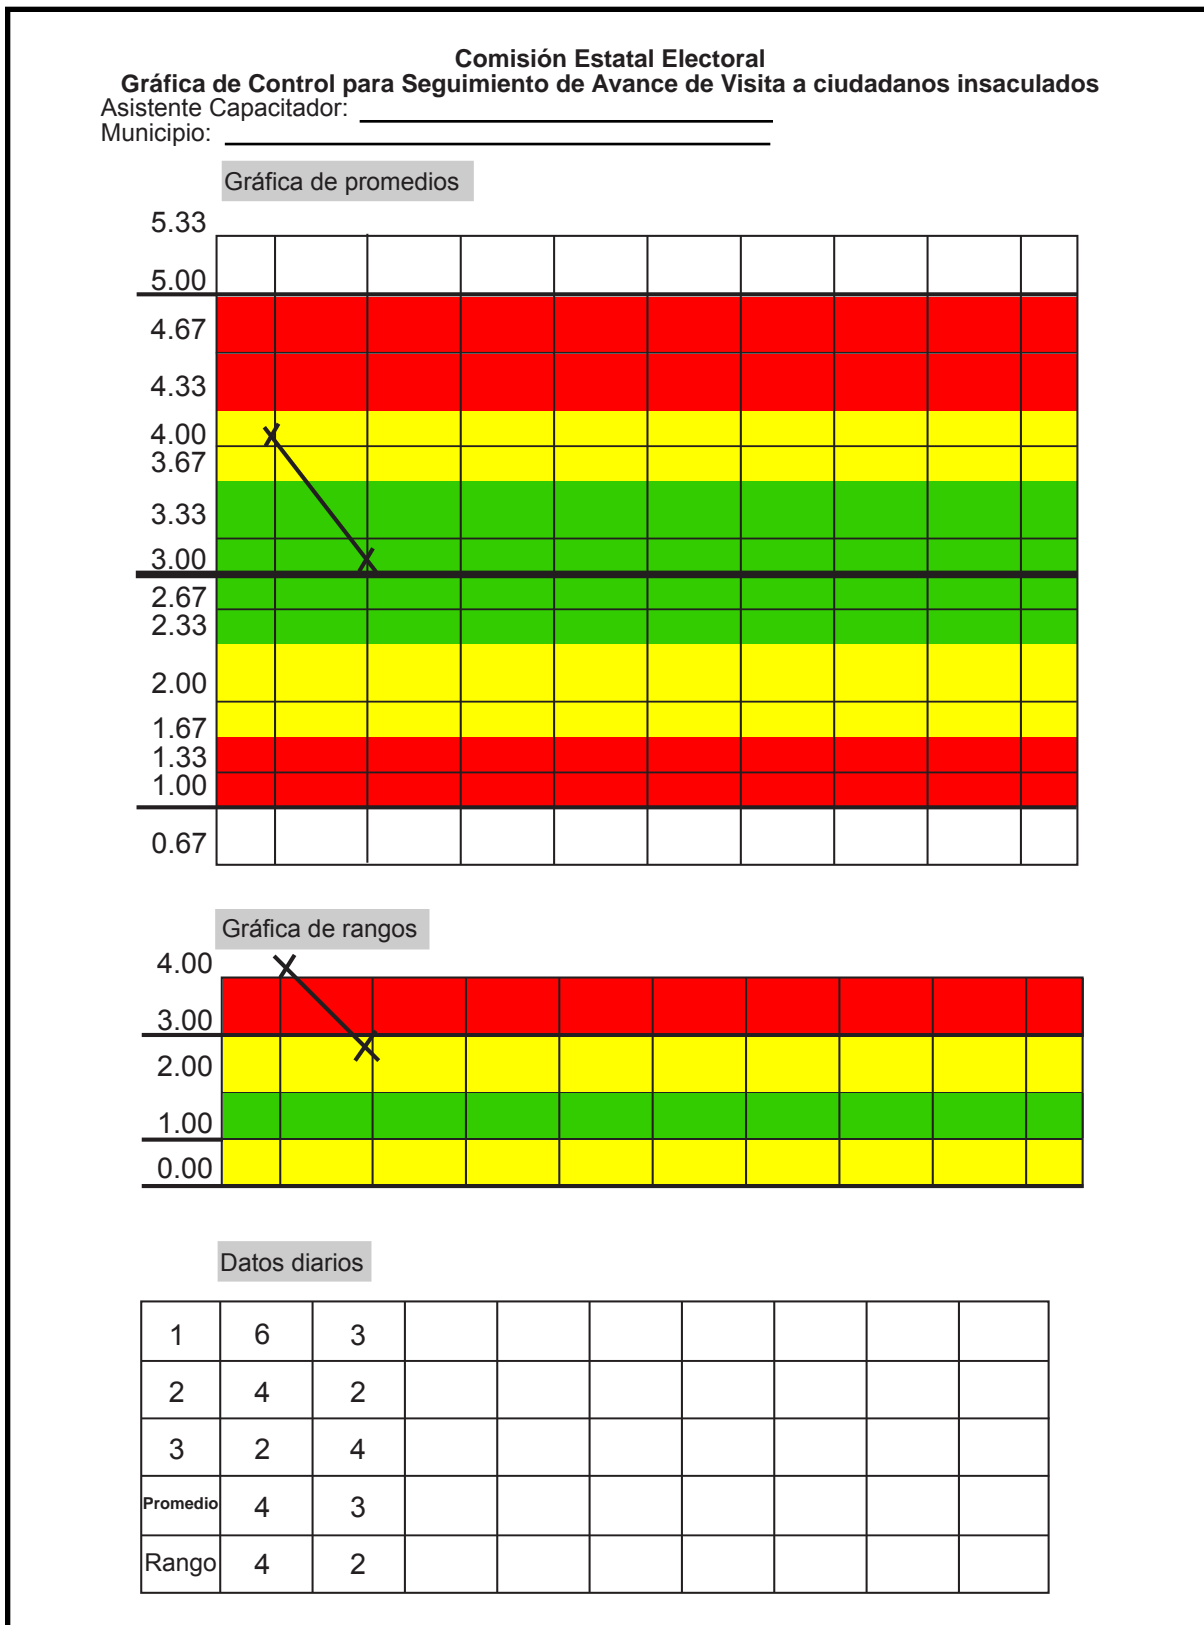 Comisión Estatal Electoral
Gráfica de Control para Seguimiento de Avance de Visita a ciudadanos insaculados
Asistente Capacitador:
Municipio:
Gráfica de promedios
5.33
5.00
4.67
4.33
4.00
3.67
3.33
3.00
2.67
2.33
2.00
1.67
1.33
1.00
0.67
Gráfica de rangos
4.00
3.00
2.00
1.00
0.00
Datos diarios
1 6 3
2 4 2
3 2 4
Promedio 4 3
Rango 4 2